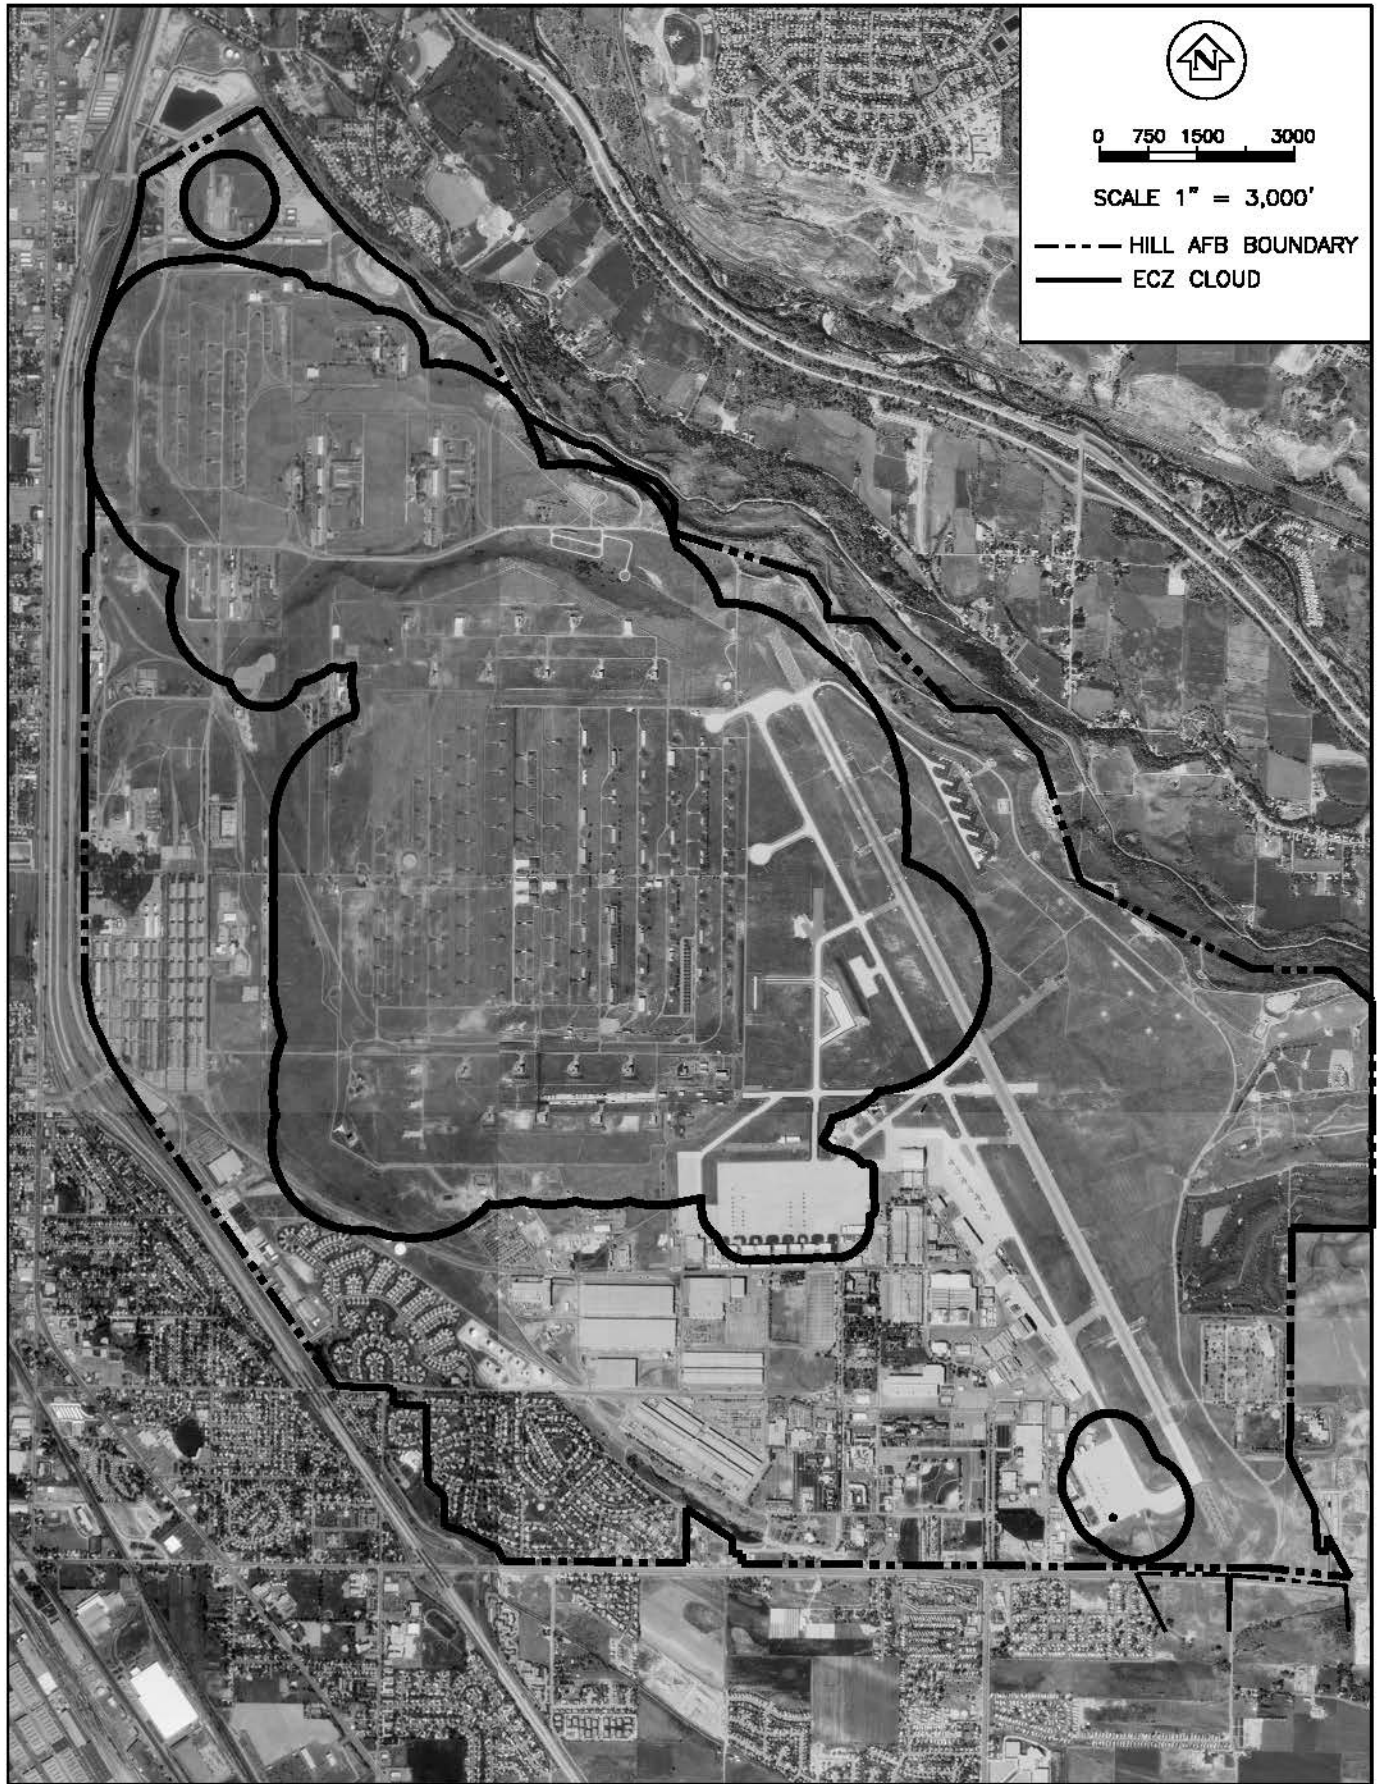 N
0 750 1500 3000
SCALE 1" = 3,000'
HILL AFB BOUNDARY
ECZ CLOUD